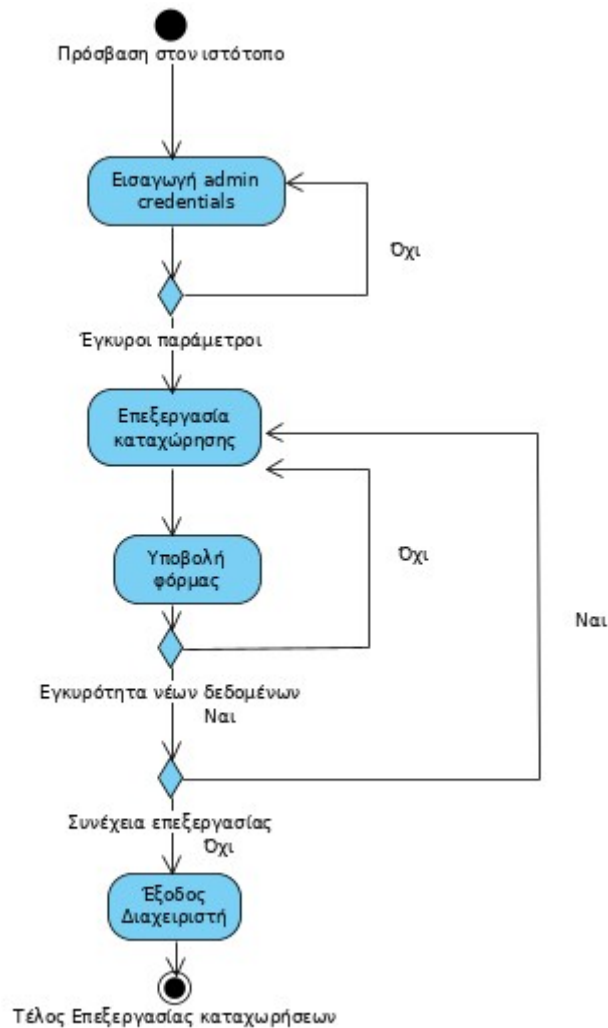 Πρόσβαση στον ιστότοπο
Εισαγωγή admin
credentials
Όχι
Έγκυροι παράμετροι
Επεξεργασία
καταχώρησης
Υποβολή
φόρμας
Όχι
Ναι
Εγκυρότητα νέων δεδομένων
Ναι
Συνέχεια επεξεργασίας
Όχι
Έξοδος
Διαχειριστή
Τέλος Επεξεργασίας καταχωρήσεων